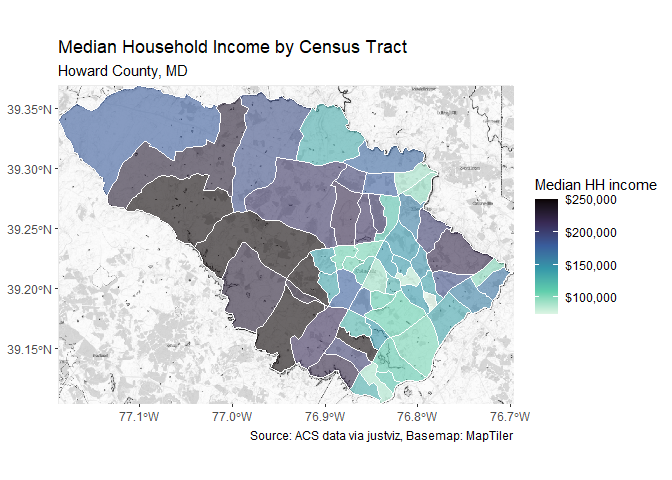 Median Household Income by Census Tract
Howard County, MD
39.35°N
39.30°N
39.25°N
39.20°N
39.15°N
77.1°W
77.0°W
76.9°W
76.8°W
76.7°W
Median HH income
$250,000
$200,000
$150,000
$100,000
Source: ACS data via justviz, Basemap: MapTiler